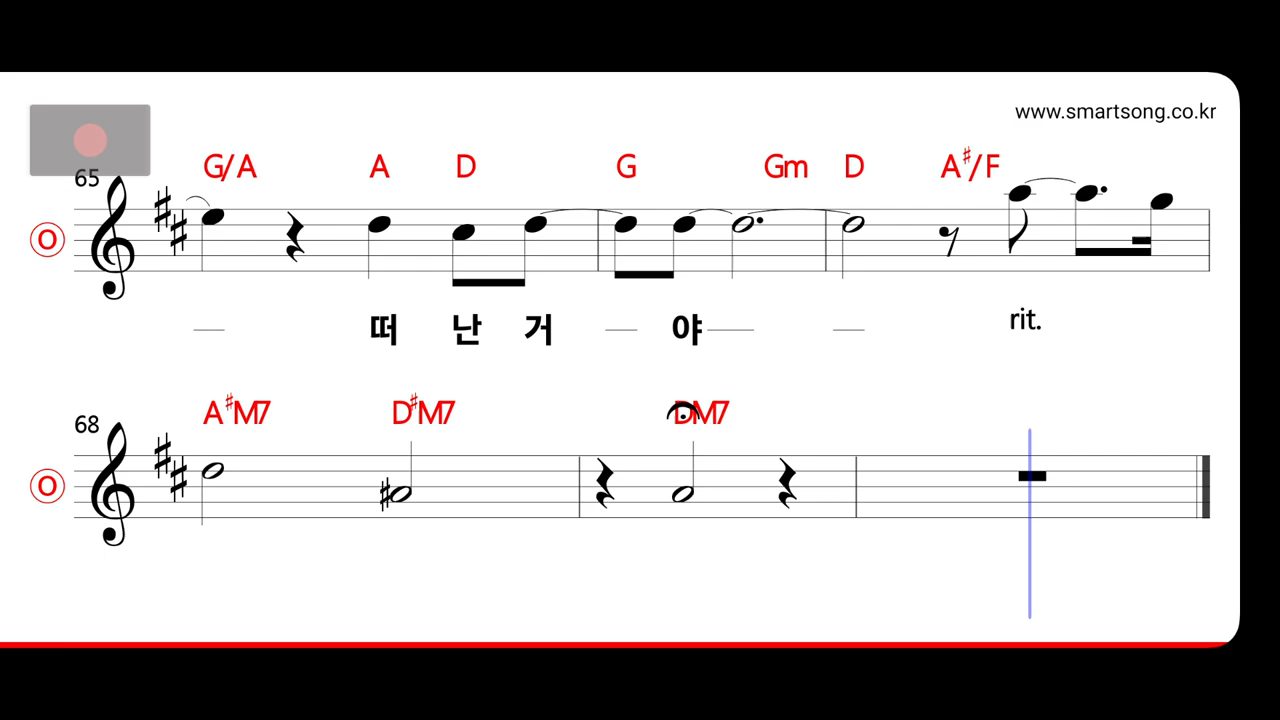 www.smartsong.co.kr
65
G/A A D G Gm D A♯/F
O
떠 난 거 야 rit.
68
A♯M7 D♯M7 DM7
O